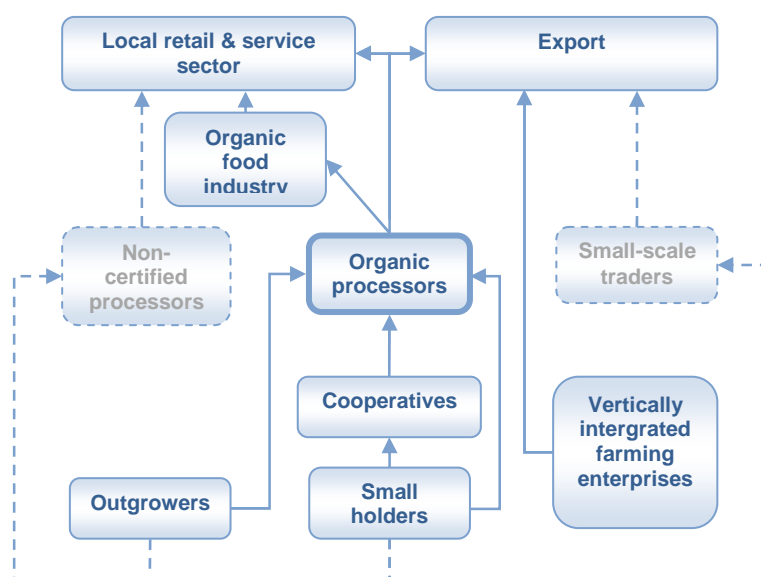 Local retail & service
sector
Export
Organic
food
industry
Non-
certified
processors
Organic
processors
Small-scale
traders
Cooperatives
Vertically
intergrated
farming
enterprises
Outgrowers
Small
holders